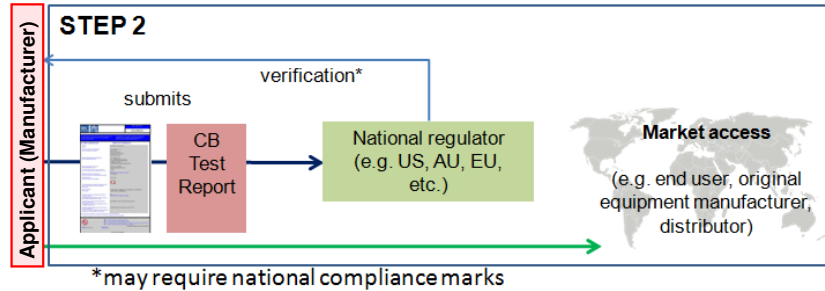 STEP 2
Applicant (Manufacturer)
verification*
submits
CB
Test
Report
National regulator
(e.g. US, AU, EU,
etc.)
Market access
(e.g. end user, original
equipment manufacturer,
distributor)
*may require national compliance marks